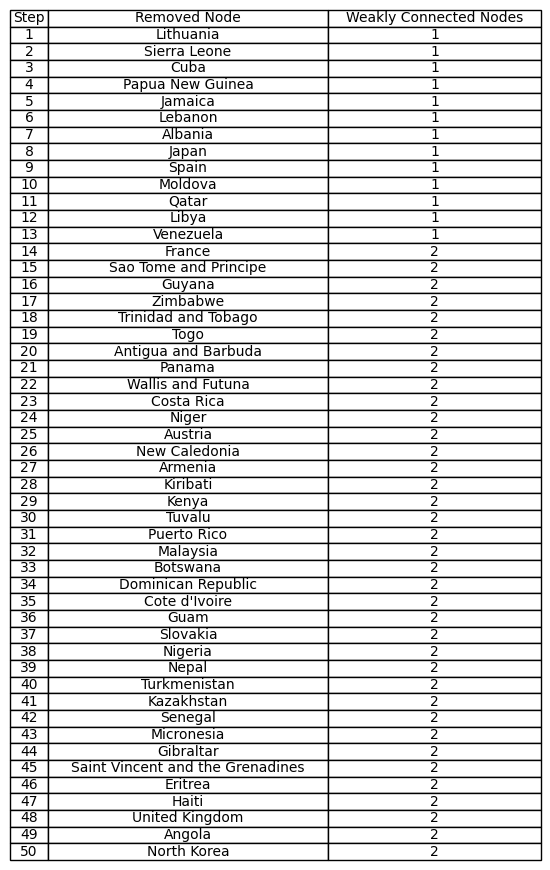 Step Removed Node Weakly Connected Nodes
1 Lithuania 1
2 Sierra Leone 1
3 Cuba 1
4 Papua New Guinea 1
5 Jamaica 1
6 Lebanon 1
7 Albania 1
8 Japan 1
9 Spain 1
10 Moldova 1
11 Qatar 1
12 Libya 1
13 Venezuela 1
14 France 2
15 Sao Tome and Principe 2
16 Guyana 2
17 Zimbabwe 2
18 Trinidad and Tobago 2
19 Togo 2
20 Antigua and Barbuda 2
21 Panama 2
22 Wallis and Futuna 2
23 Costa Rica 2
24 Niger 2
25 Austria 2
26 New Caledonia 2
27 Armenia 2
28 Kiribati 2
29 Kenya 2
30 Tuvalu 2
31 Puerto Rico 2
32 Malaysia 2
33 Botswana 2
34 Dominican Republic 2
35 Cote d'Ivoire 2
36 Guam 2
37 Slovakia 2
38 Nigeria 2
39 Nepal 2
40 Turkmenistan 2
41 Kazakhstan 2
42 Senegal 2
43 Micronesia 2
44 Gibraltar 2
45 Saint Vincent and the Grenadines 2
46 Eritrea 2
47 Haiti 2
48 United Kingdom 2
49 Angola 2
50 North Korea 2